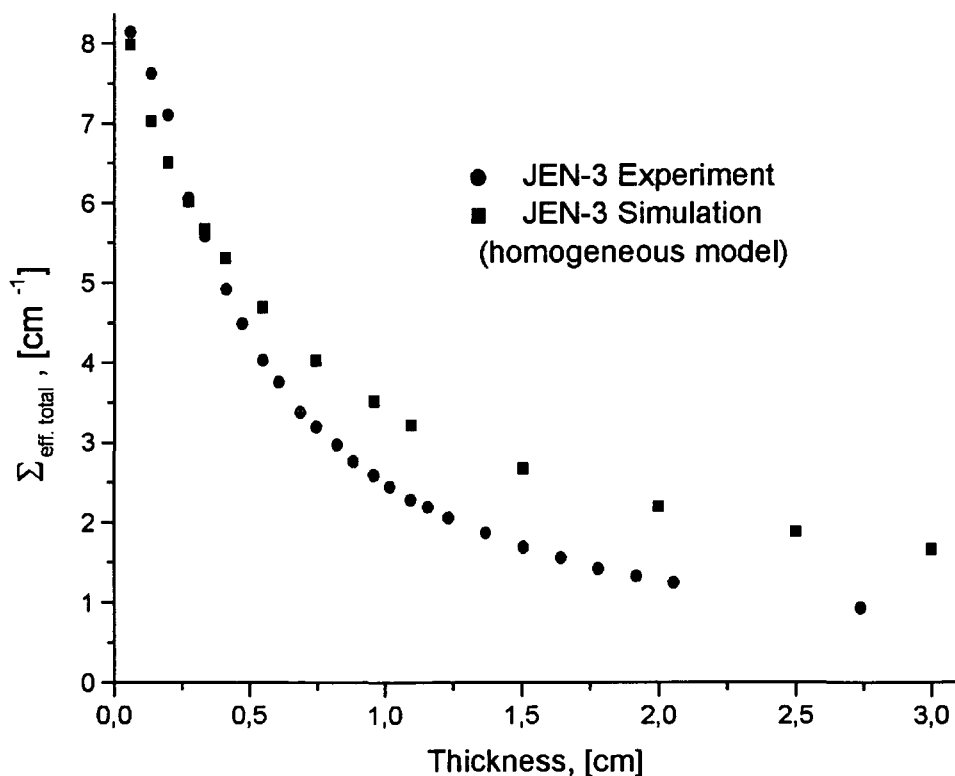 8
7
6
5
4
3
2
1
0
Σeff. total , [cm -1]
JEN-3 Experiment
JEN-3 Simulation
(homogeneous model)
0,0 0,5 1,0 1,5 2,0 2,5 3,0
Thickness, [cm]